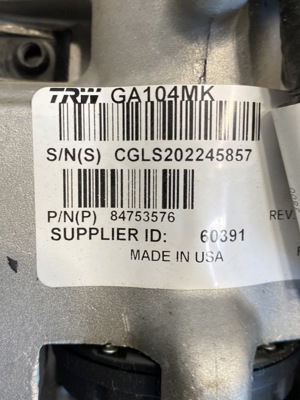 TRW GA104MK
S/N(S) CGLS202245857
P/N(P) 84753576
SUPPLIER ID: 60391 REV
MADE IN USA